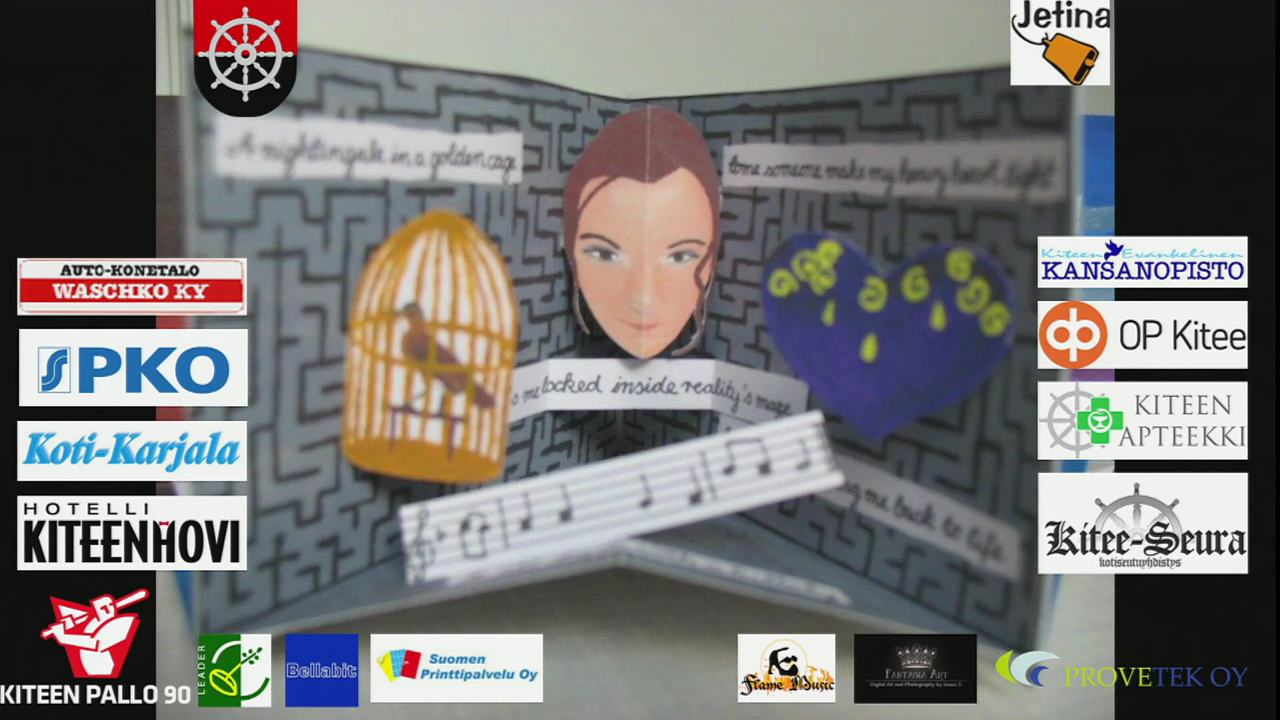 Jetina
A nightingale in a golden cage
Come someone make my heavy heart light
AUTO-KONETALO
WASCHKO KY
Kiteen Evankelinen
KANSANOPISTO
SPKO
OP Kitee
me locked inside reality's maze
KITEEN
APTEEKKI
Koti-Karjala
me back to life
HOTELLI
KITEENHOVI
Kitee-Seura
kotiseutuyhdistys
KITEEN PALLO 90
LEADER
Bellabit
Suomen
Printtipalvelu Oy
Flame Music
FANTASIA ART
PROVETEK OY